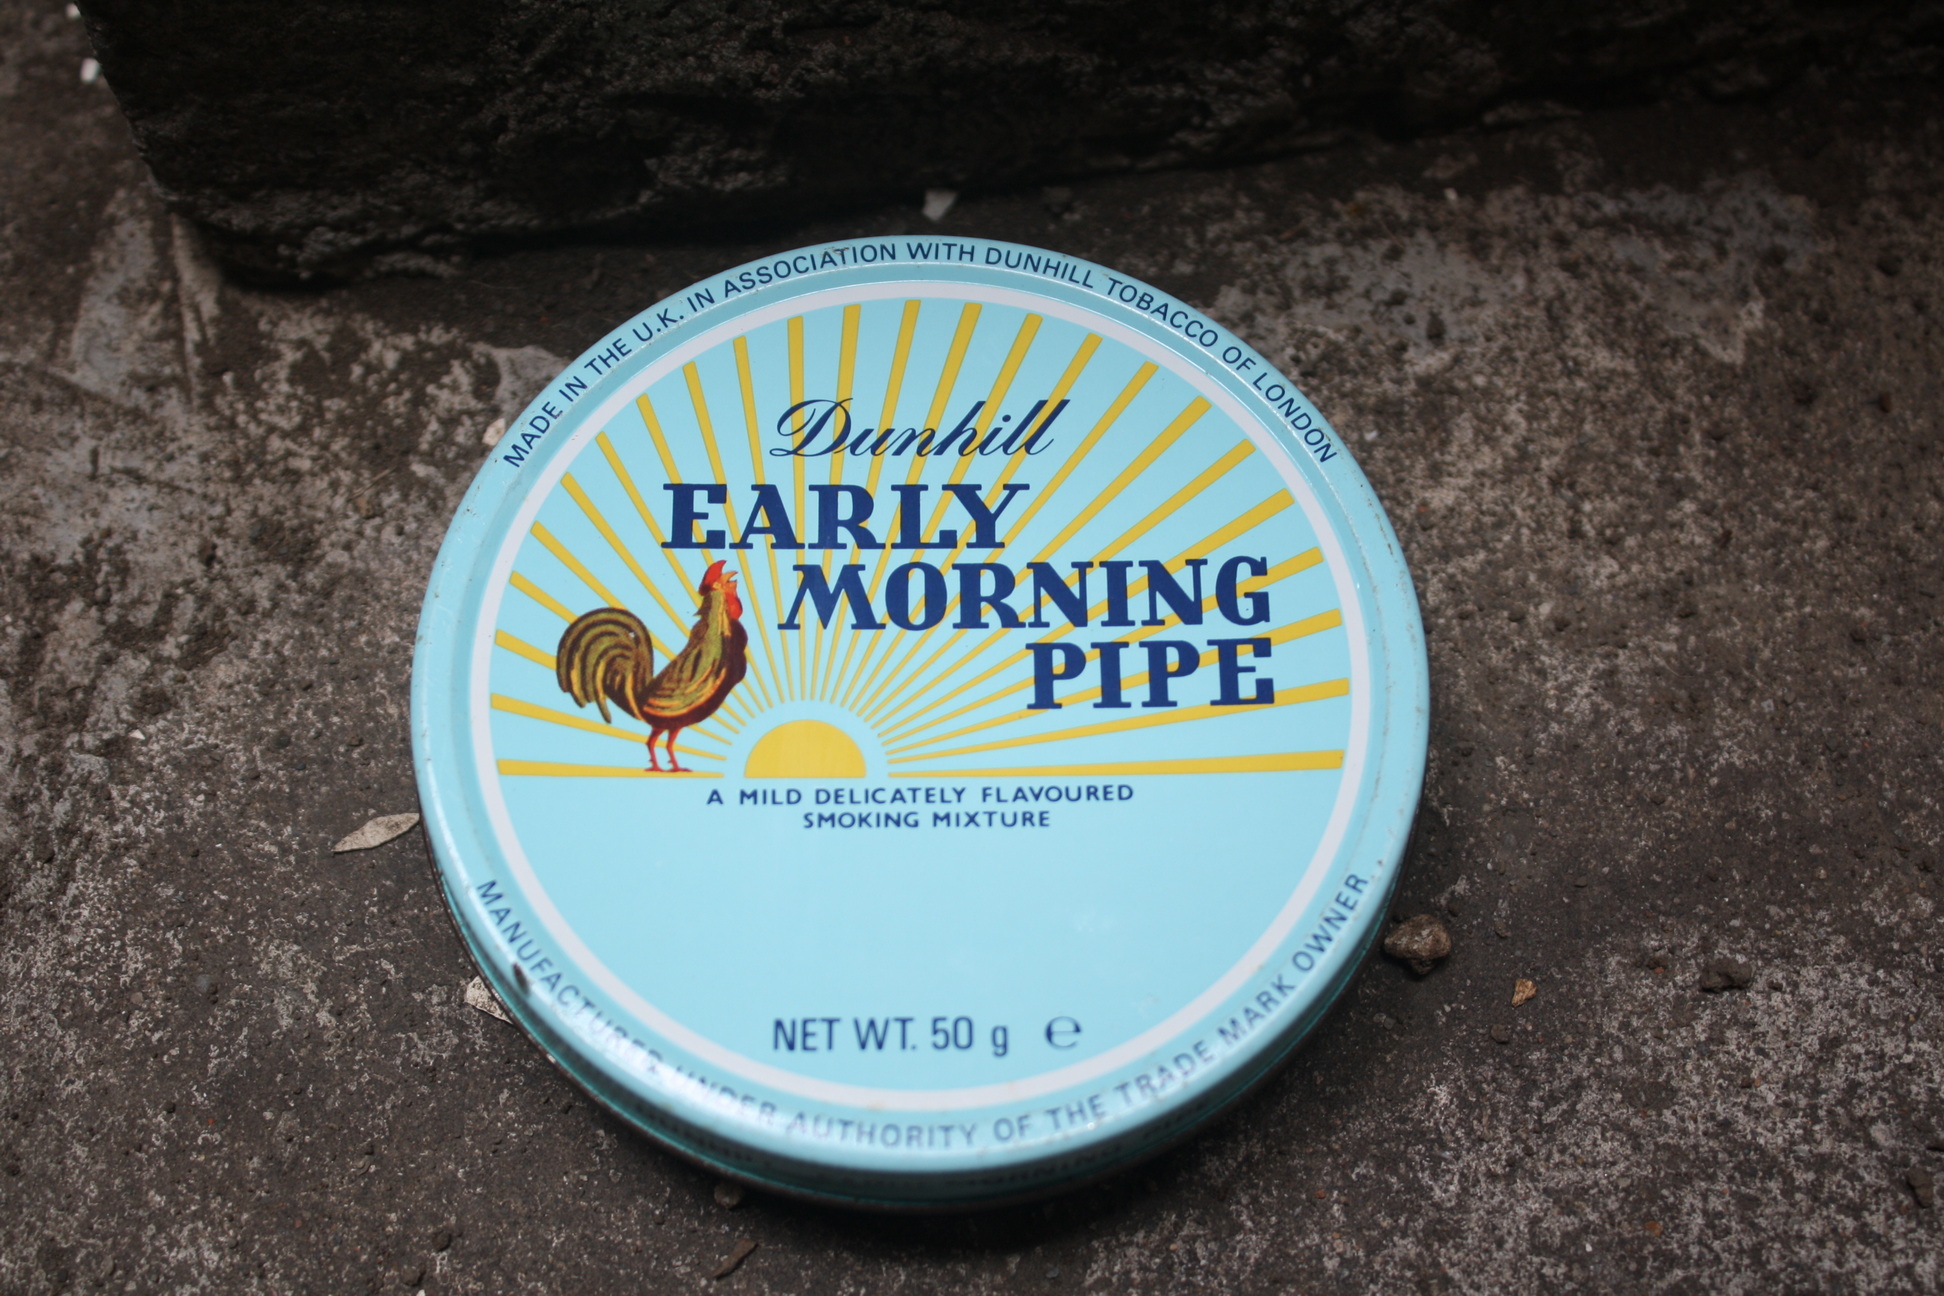 MADE IN THE U.K. IN ASSOCIATION WITH DUNHILL TOBACCO OF LONDON
Dunhill
EARLY
MORNING
PIPE
A MILD DELICATELY FLAVOURED
SMOKING MIXTURE
NET WT. 50 g ℮
MANUFACTURED UNDER AUTHORITY OF THE TRADE MARK OWNER